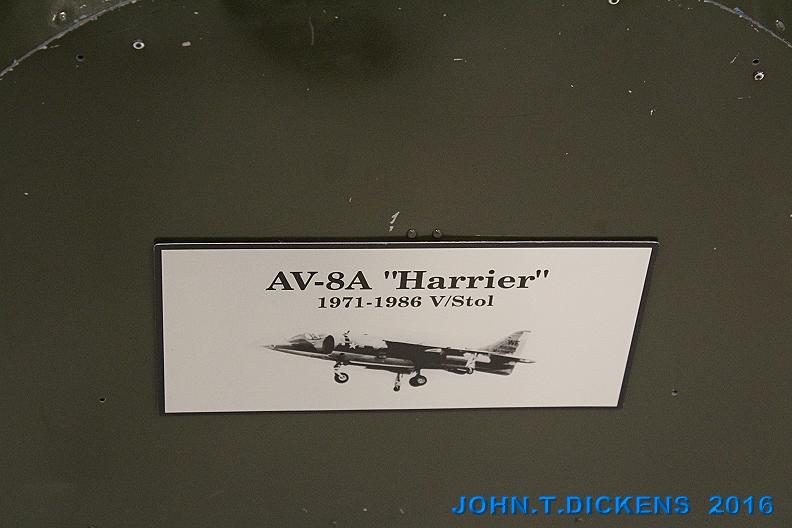 AV-8A "Harrier"
1971-1986 V/Stol
JOHN.T.DICKENS 2016